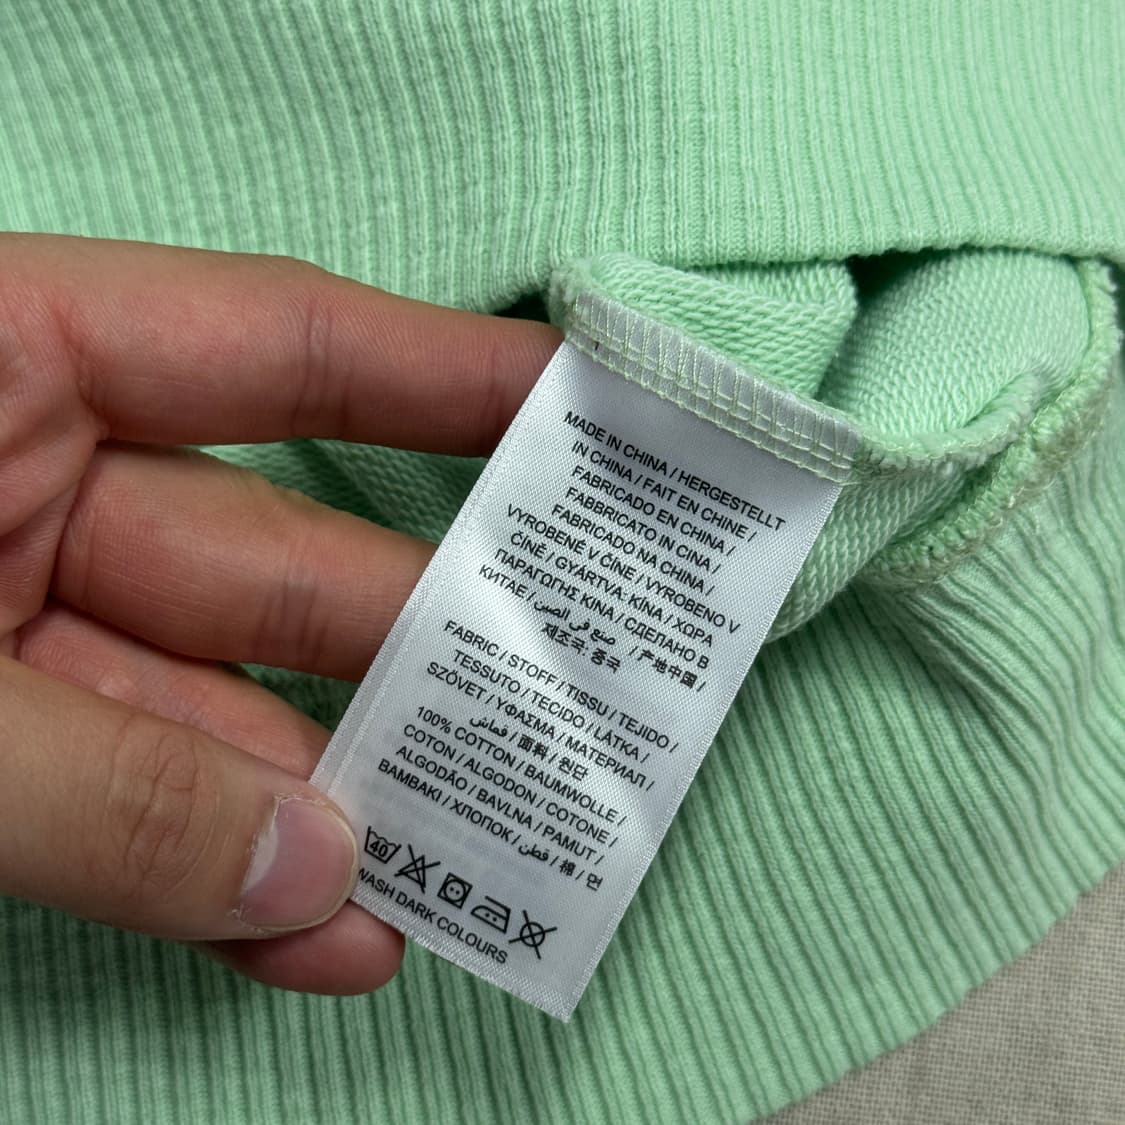 MADE IN CHINA / HERGESTELLT
IN CHINA / FAIT EN CHINE /
FABRICADO EN CHINA /
FABBRICATO IN CINA /
FABRICADO NA CHINA /
VYROBENÉ V ČÍNE / VYROBENO V
ČÍNĚ / GYÁRTVA: KÍNA / ΧΩΡΑ
ΠΑΡΑΓΩΓΗΣ ΚΙΝΑ / СДЕЛАНО В
КИТАЕ / صنع في الصين / 产地中国 /
제조국: 중국
FABRIC / STOFF / TISSU / TEJIDO /
TESSUTO / TECIDO / LÁTKA /
SZÖVET / ΥΦΑΣΜΑ / МАТЕРИАЛ /
قماش / 面料 / 원단
100% COTTON / BAUMWOLLE /
COTON / ALGODON / COTONE /
ALGODÃO / BAVLNA / PAMUT /
ΒΑΜΒΑΚΙ / ХЛОПОК / قطن / 棉 / 면
40
WASH DARK COLOURS